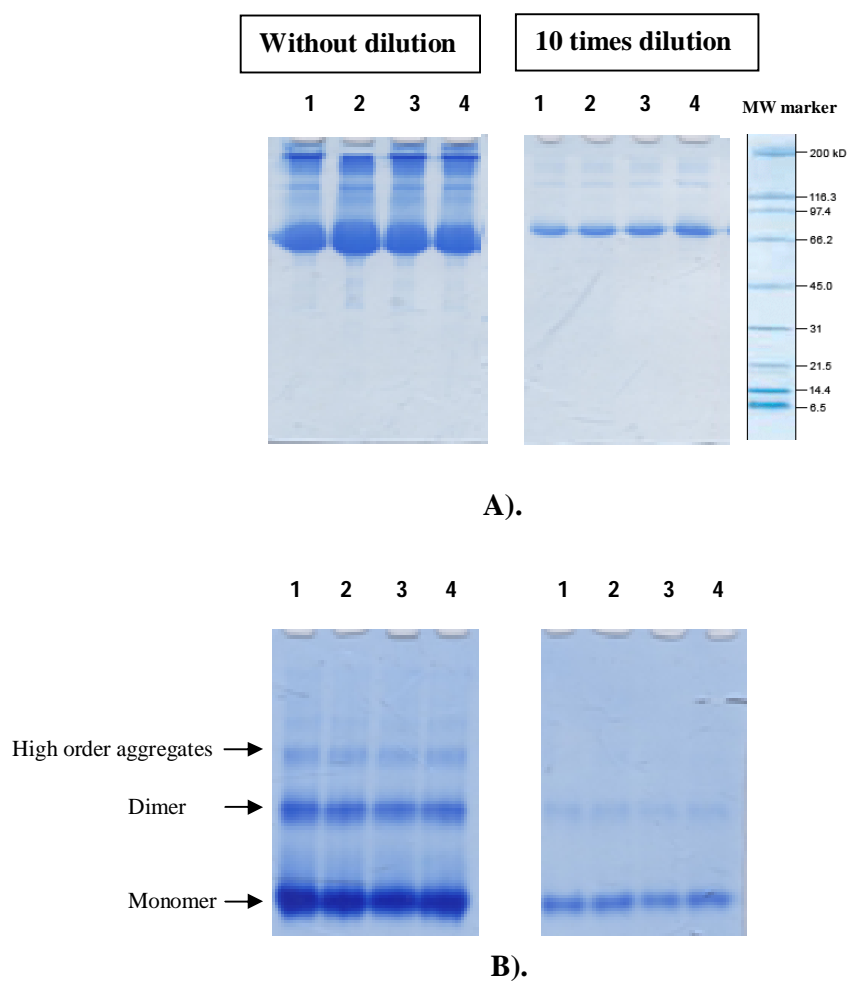 Without dilution
10 times dilution
1 2 3 4
1 2 3 4
MW marker
200 kD
116.3
97.4
66.2
45.0
31
21.5
14.4
6.5
A).
1 2 3 4
1 2 3 4
High order aggregates
Dimer
Monomer
B).